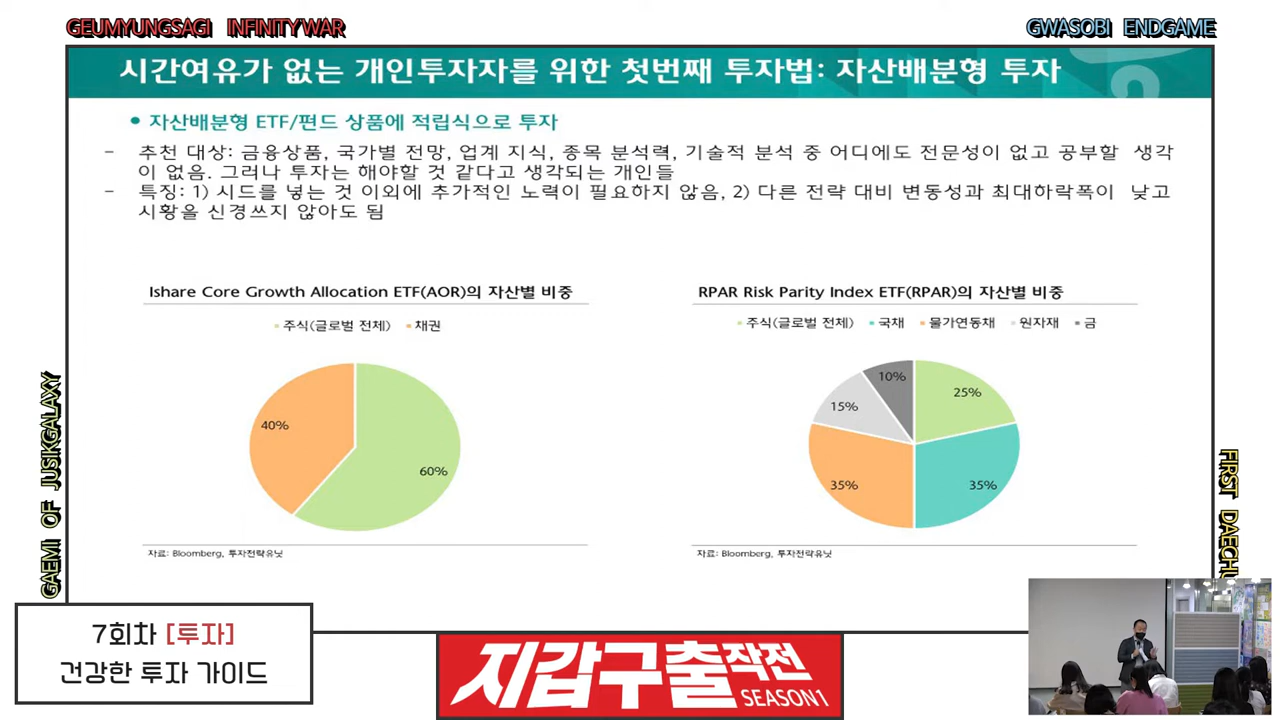 GEUMYUNGSAGI INFINITY WAR
GWASOBI ENDGAME
시간여유가 없는 개인투자자를 위한 첫번째 투자법: 자산배분형 투자
• 자산배분형 ETF/펀드 상품에 적립식으로 투자
– 추천 대상: 금융상품, 국가별 전망, 업계 지식, 종목 분석력, 기술적 분석 중 어디에도 전문성이 없고 공부할 생각
이 없음. 그러나 투자는 해야할 것 같다고 생각되는 개인들
– 특징: 1) 시드를 넣는 것 이외에 추가적인 노력이 필요하지 않음, 2) 다른 전략 대비 변동성과 최대하락폭이 낮고
시황을 신경쓰지 않아도 됨
Ishare Core Growth Allocation ETF(AOR)의 자산별 비중
주식(글로벌 전체) 채권
40%
60%
자료: Bloomberg, 투자전략유닛
RPAR Risk Parity Index ETF(RPAR)의 자산별 비중
주식(글로벌 전체) 국채 물가연동채 원자재 금
10%
25%
15%
35%
35%
자료: Bloomberg, 투자전략유닛
GAEMI OF JUSIKGALAXY
FIRST
7회차 [투자]
건강한 투자 가이드
지갑구출작전
SEASON1